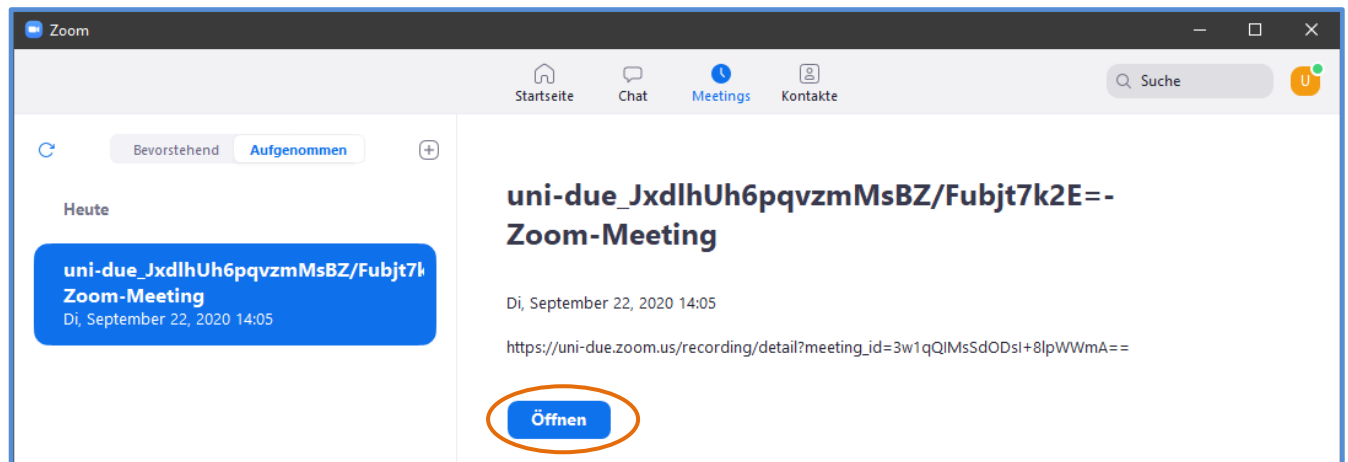 Zoom
Startseite Chat Meetings Kontakte
Suche
U
Bevorstehend Aufgenommen
Heute
uni-due_JxdlhUh6pqvzmMsBZ/Fubjt7k
Zoom-Meeting
Di, September 22, 2020 14:05
uni-due_JxdlhUh6pqvzmMsBZ/Fubjt7k2E=-
Zoom-Meeting
Di, September 22, 2020 14:05
https://uni-due.zoom.us/recording/detail?meeting_id=3w1qQIMsSdODsI+8lpWWmA==
Öffnen